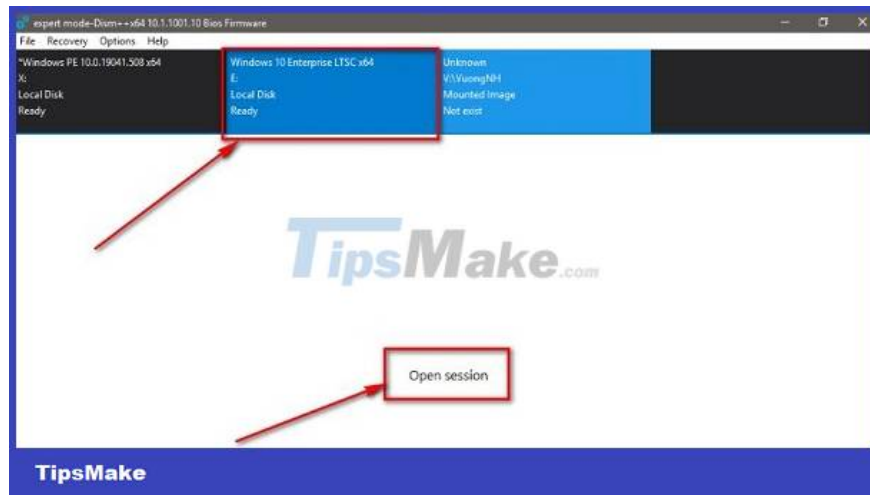 expert mode-Dism++x64 10.1.1001.10 Bios Firmware
File Recovery Options Help
*Windows PE 10.0.19041.508 x64
X:
Local Disk
Ready
Windows 10 Enterprise LTSC x64
E:
Local Disk
Ready
Unknown
V:\VuongNH
Mounted Image
Not exist
TipsMake.com
Open session
TipsMake